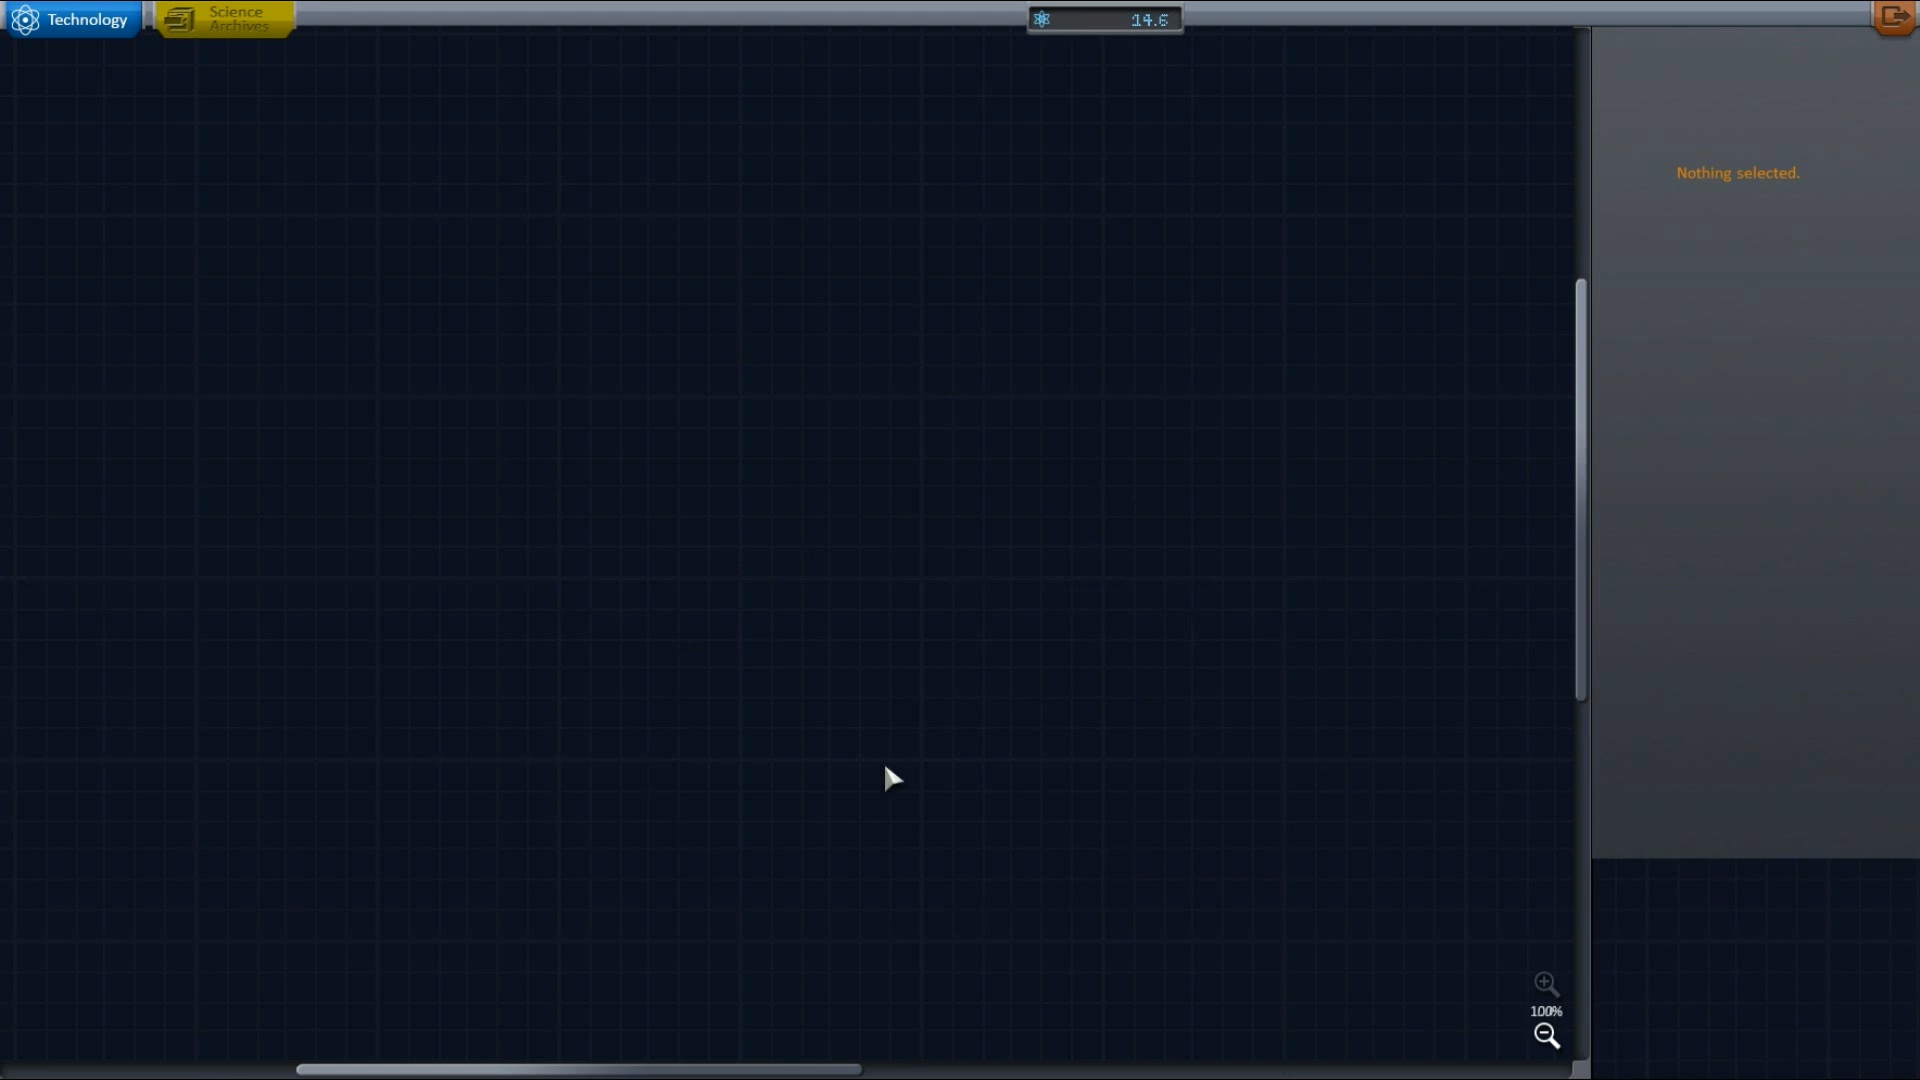 Technology
Science
Archives
14.6
Nothing selected.
100%